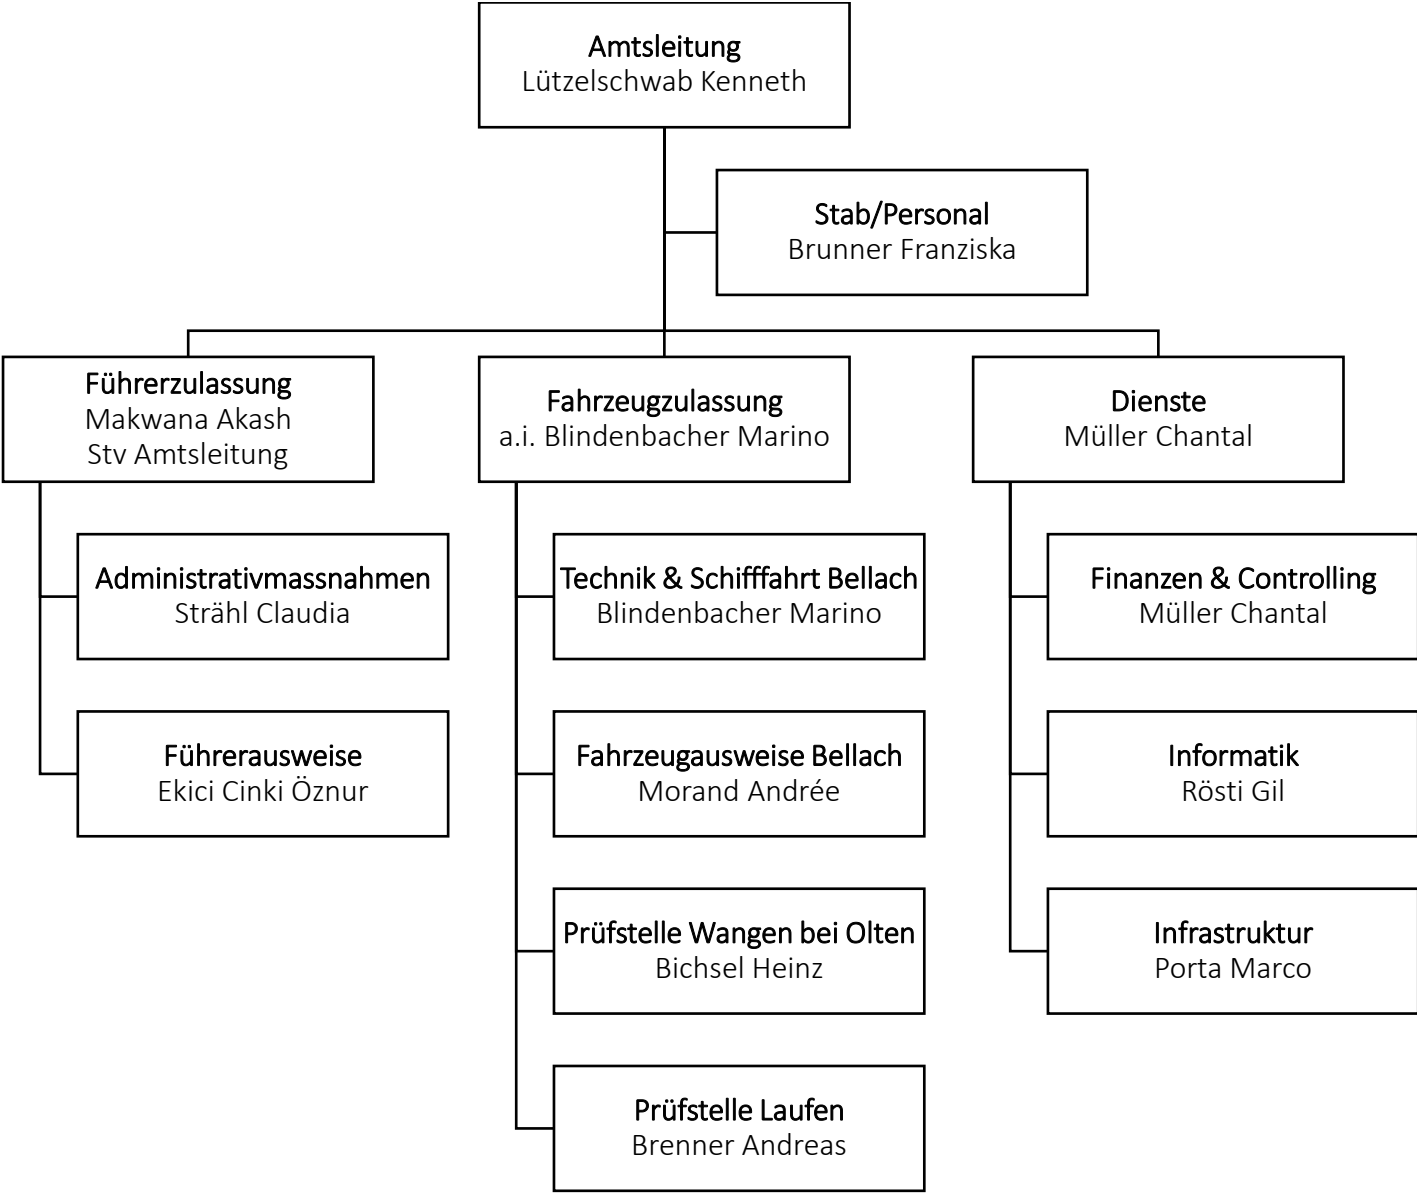 Amtsleitung
Lützelschwab Kenneth
Stab/Personal
Brunner Franziska
Führerzulassung
Makwana Akash
Stv Amtsleitung
Administrativmassnahmen
Strähl Claudia
Führerausweise
Ekici Cinki Öznur
Fahrzeugzulassung
a.i. Blindenbacher Marino
Technik & Schifffahrt Bellach
Blindenbacher Marino
Fahrzeugausweise Bellach
Morand Andrée
Prüfstelle Wangen bei Olten
Bichsel Heinz
Prüfstelle Laufen
Brenner Andreas
Dienste
Müller Chantal
Finanzen & Controlling
Müller Chantal
Informatik
Rösti Gil
Infrastruktur
Porta Marco